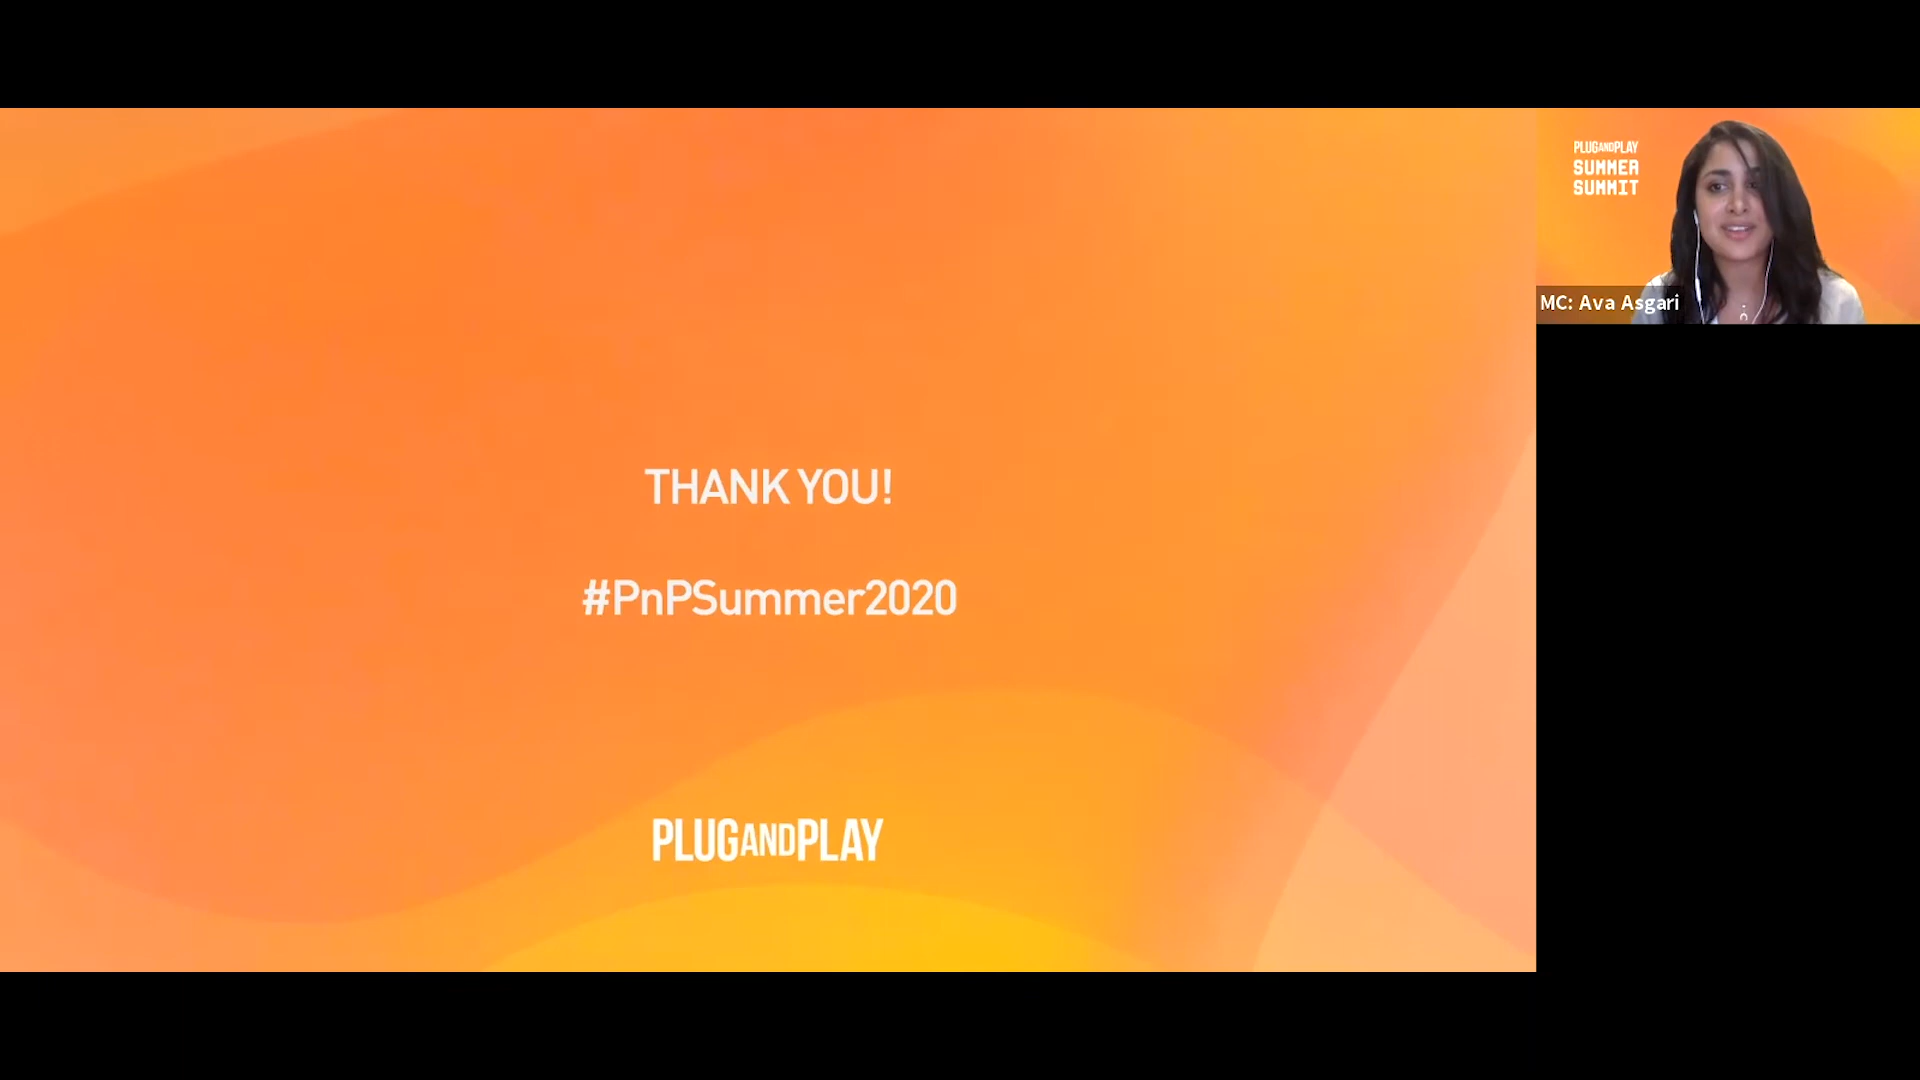 THANK YOU!
#PnPSummer2020
PLUGANDPLAY
PLUGANDPLAY
SUMMER
SUMMIT
MC: Ava Asgari